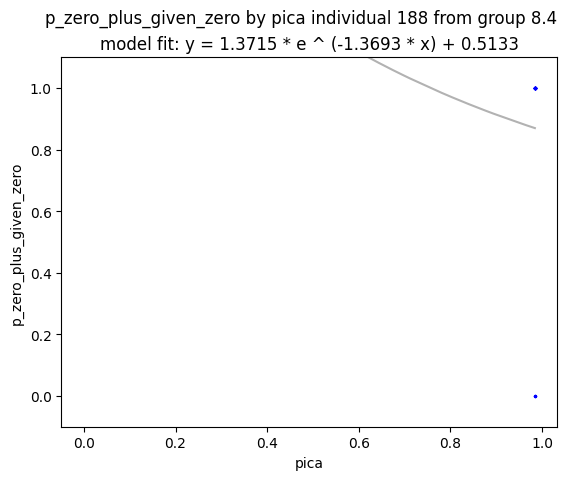 p_zero_plus_given_zero by pica individual 188 from group 8.4
model fit: y = 1.3715 * e ^ (-1.3693 * x) + 0.5133
1.0
0.8
0.6
0.4
0.2
0.0
p_zero_plus_given_zero
0.0 0.2 0.4 0.6 0.8 1.0
pica